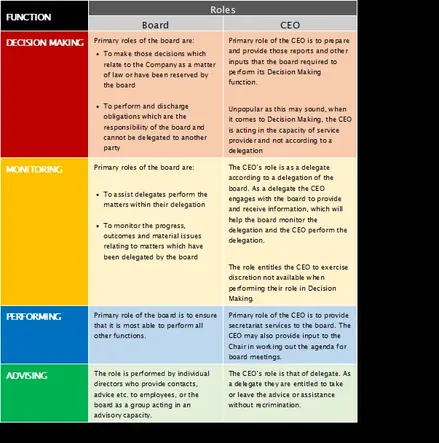 Roles
FUNCTION
Board
CEO
DECISION MAKING
Primary roles of the board are:
• To make those decisions which
relate to the Company as a matter
of law or have been reserved by
the board
• To perform and discharge
obligations which are the
responsibility of the board and
cannot be delegated to another
party
Primary role of the CEO is to prepare
and provide those reports and other
inputs that the board required to
perform its Decision Making
function.
Unpopular as this may sound, when
it comes to Decision Making, the CEO
is acting in the capacity of service
provider and not according to a
delegation
MONITORING
Primary roles of the board are:
• To assist delegates perform the
matters within their delegation
• To monitor the progress,
outcomes and material issues
relating to matters which have
been delegated by the board
The CEO's role is as a delegate
according to a delegation of the
board. As a delegate the CEO
engages with the board to provide
and receive information, which will
help the board monitor the
delegation and the CEO perform the
delegation.
The role entitles the CEO to exercise
discretion not available when
performing their role in Decision
Making.
PERFORMING
Primary role of the board is to ensure
that it is most able to perform all
other functions.
Primary role of the CEO is to provide
secretariat services to the board. The
CEO may also provide input to the
Chair in working out the agenda for
board meetings.
ADVISING
The role is performed by individual
directors who provide contacts,
advice etc, to employees, or the
board as a group acting in an
advisory capacity.
The CEO's role is that of delegate. As
a delegate they are entitled to take
or leave the advice or assistance
without recrimination.